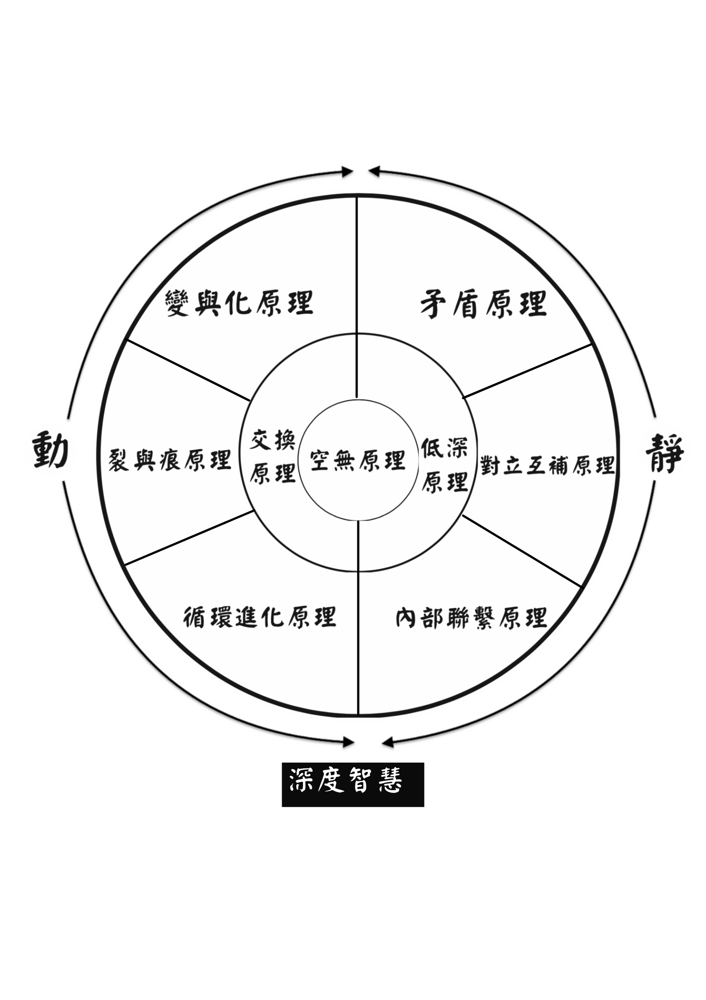 變與化原理
矛盾原理
動
裂與痕原理
交換
原理
空無原理
低深
原理
對立互補原理
靜
循環進化原理
內部聯繫原理
深度智慧